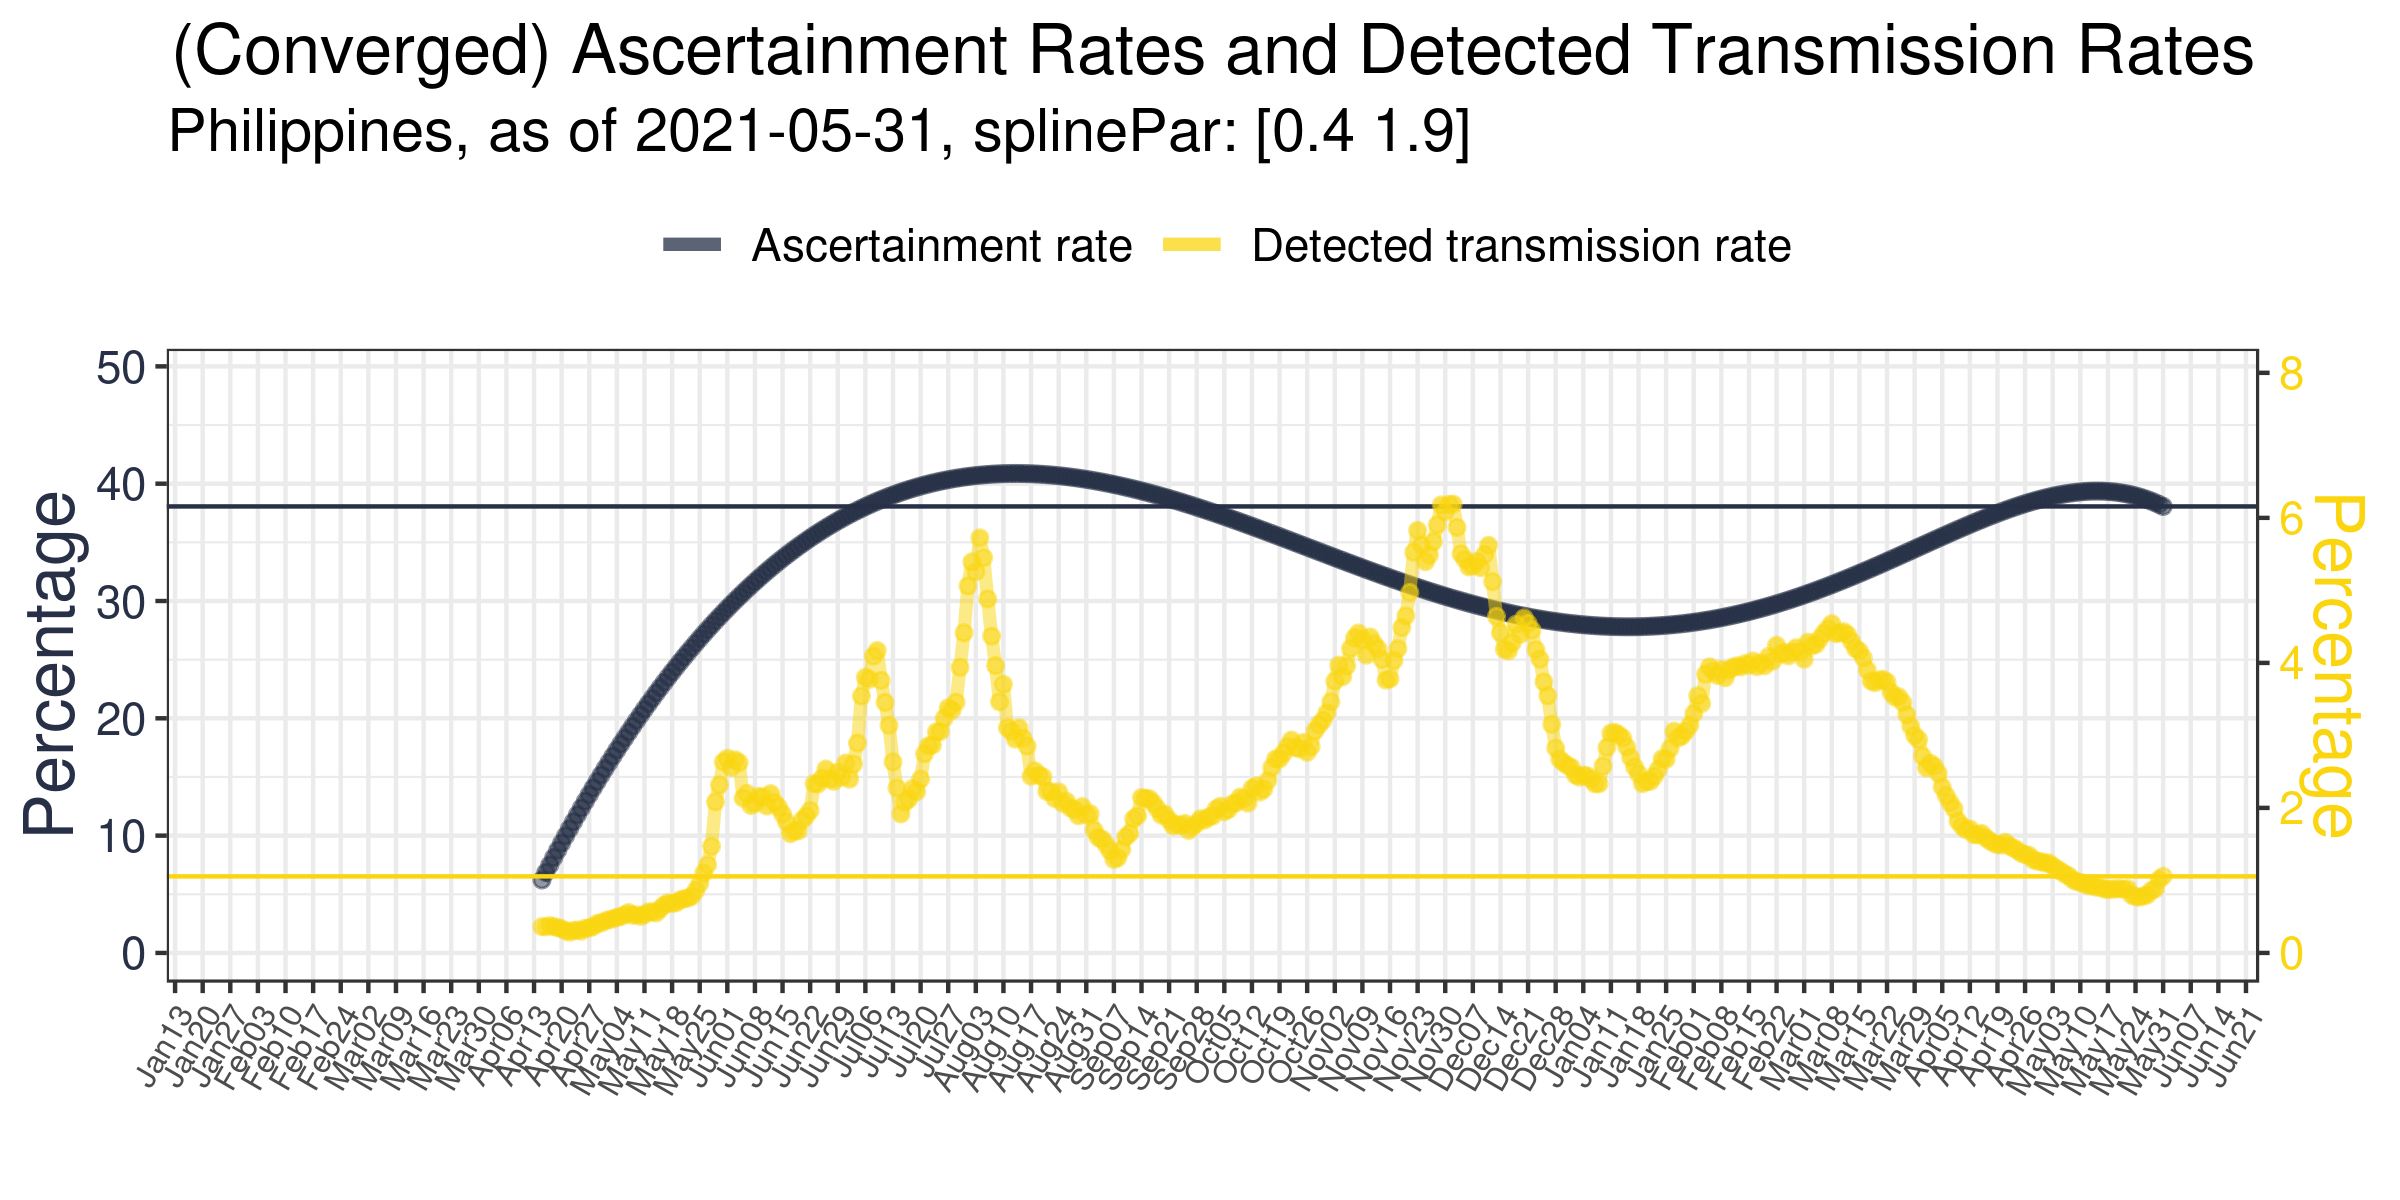 (Converged) Ascertainment Rates and Detected Transmission Rates
Philippines, as of 2021-05-31, splinePar: [0.4 1.9]
Ascertainment rate Detected transmission rate
Percentage
50
40
30
20
10
0
8
6
4
2
0
Percentage
Jan13 Jan20 Jan27 Feb03 Feb10 Feb17 Feb24 Mar02 Mar09 Mar16 Mar23 Mar30 Apr06 Apr13 Apr20 Apr27 May04 May11 May18 May25 Jun01 Jun08 Jun15 Jun22 Jun29 Jul06 Jul13 Jul20 Jul27 Aug03 Aug10 Aug17 Aug24 Aug31 Sep07 Sep14 Sep21 Sep28 Oct05 Oct12 Oct19 Oct26 Nov02 Nov09 Nov16 Nov23 Nov30 Dec07 Dec14 Dec21 Dec28 Jan04 Jan11 Jan18 Jan25 Feb01 Feb08 Feb15 Feb22 Mar01 Mar08 Mar15 Mar22 Mar29 Apr05 Apr12 Apr19 Apr26 May03 May10 May17 May24 May31 Jun07 Jun14 Jun21